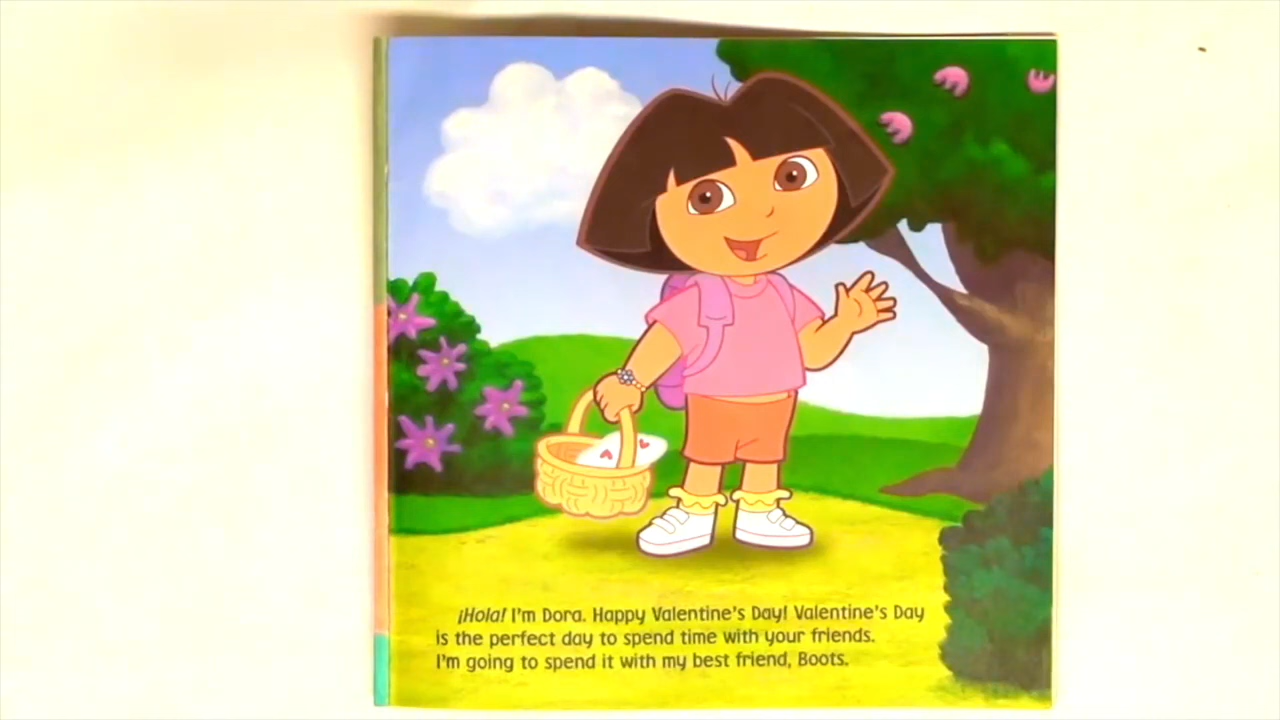 ¡Hola! I'm Dora. Happy Valentine's Day! Valentine's Day
is the perfect day to spend time with your friends.
I'm going to spend it with my best friend, Boots.